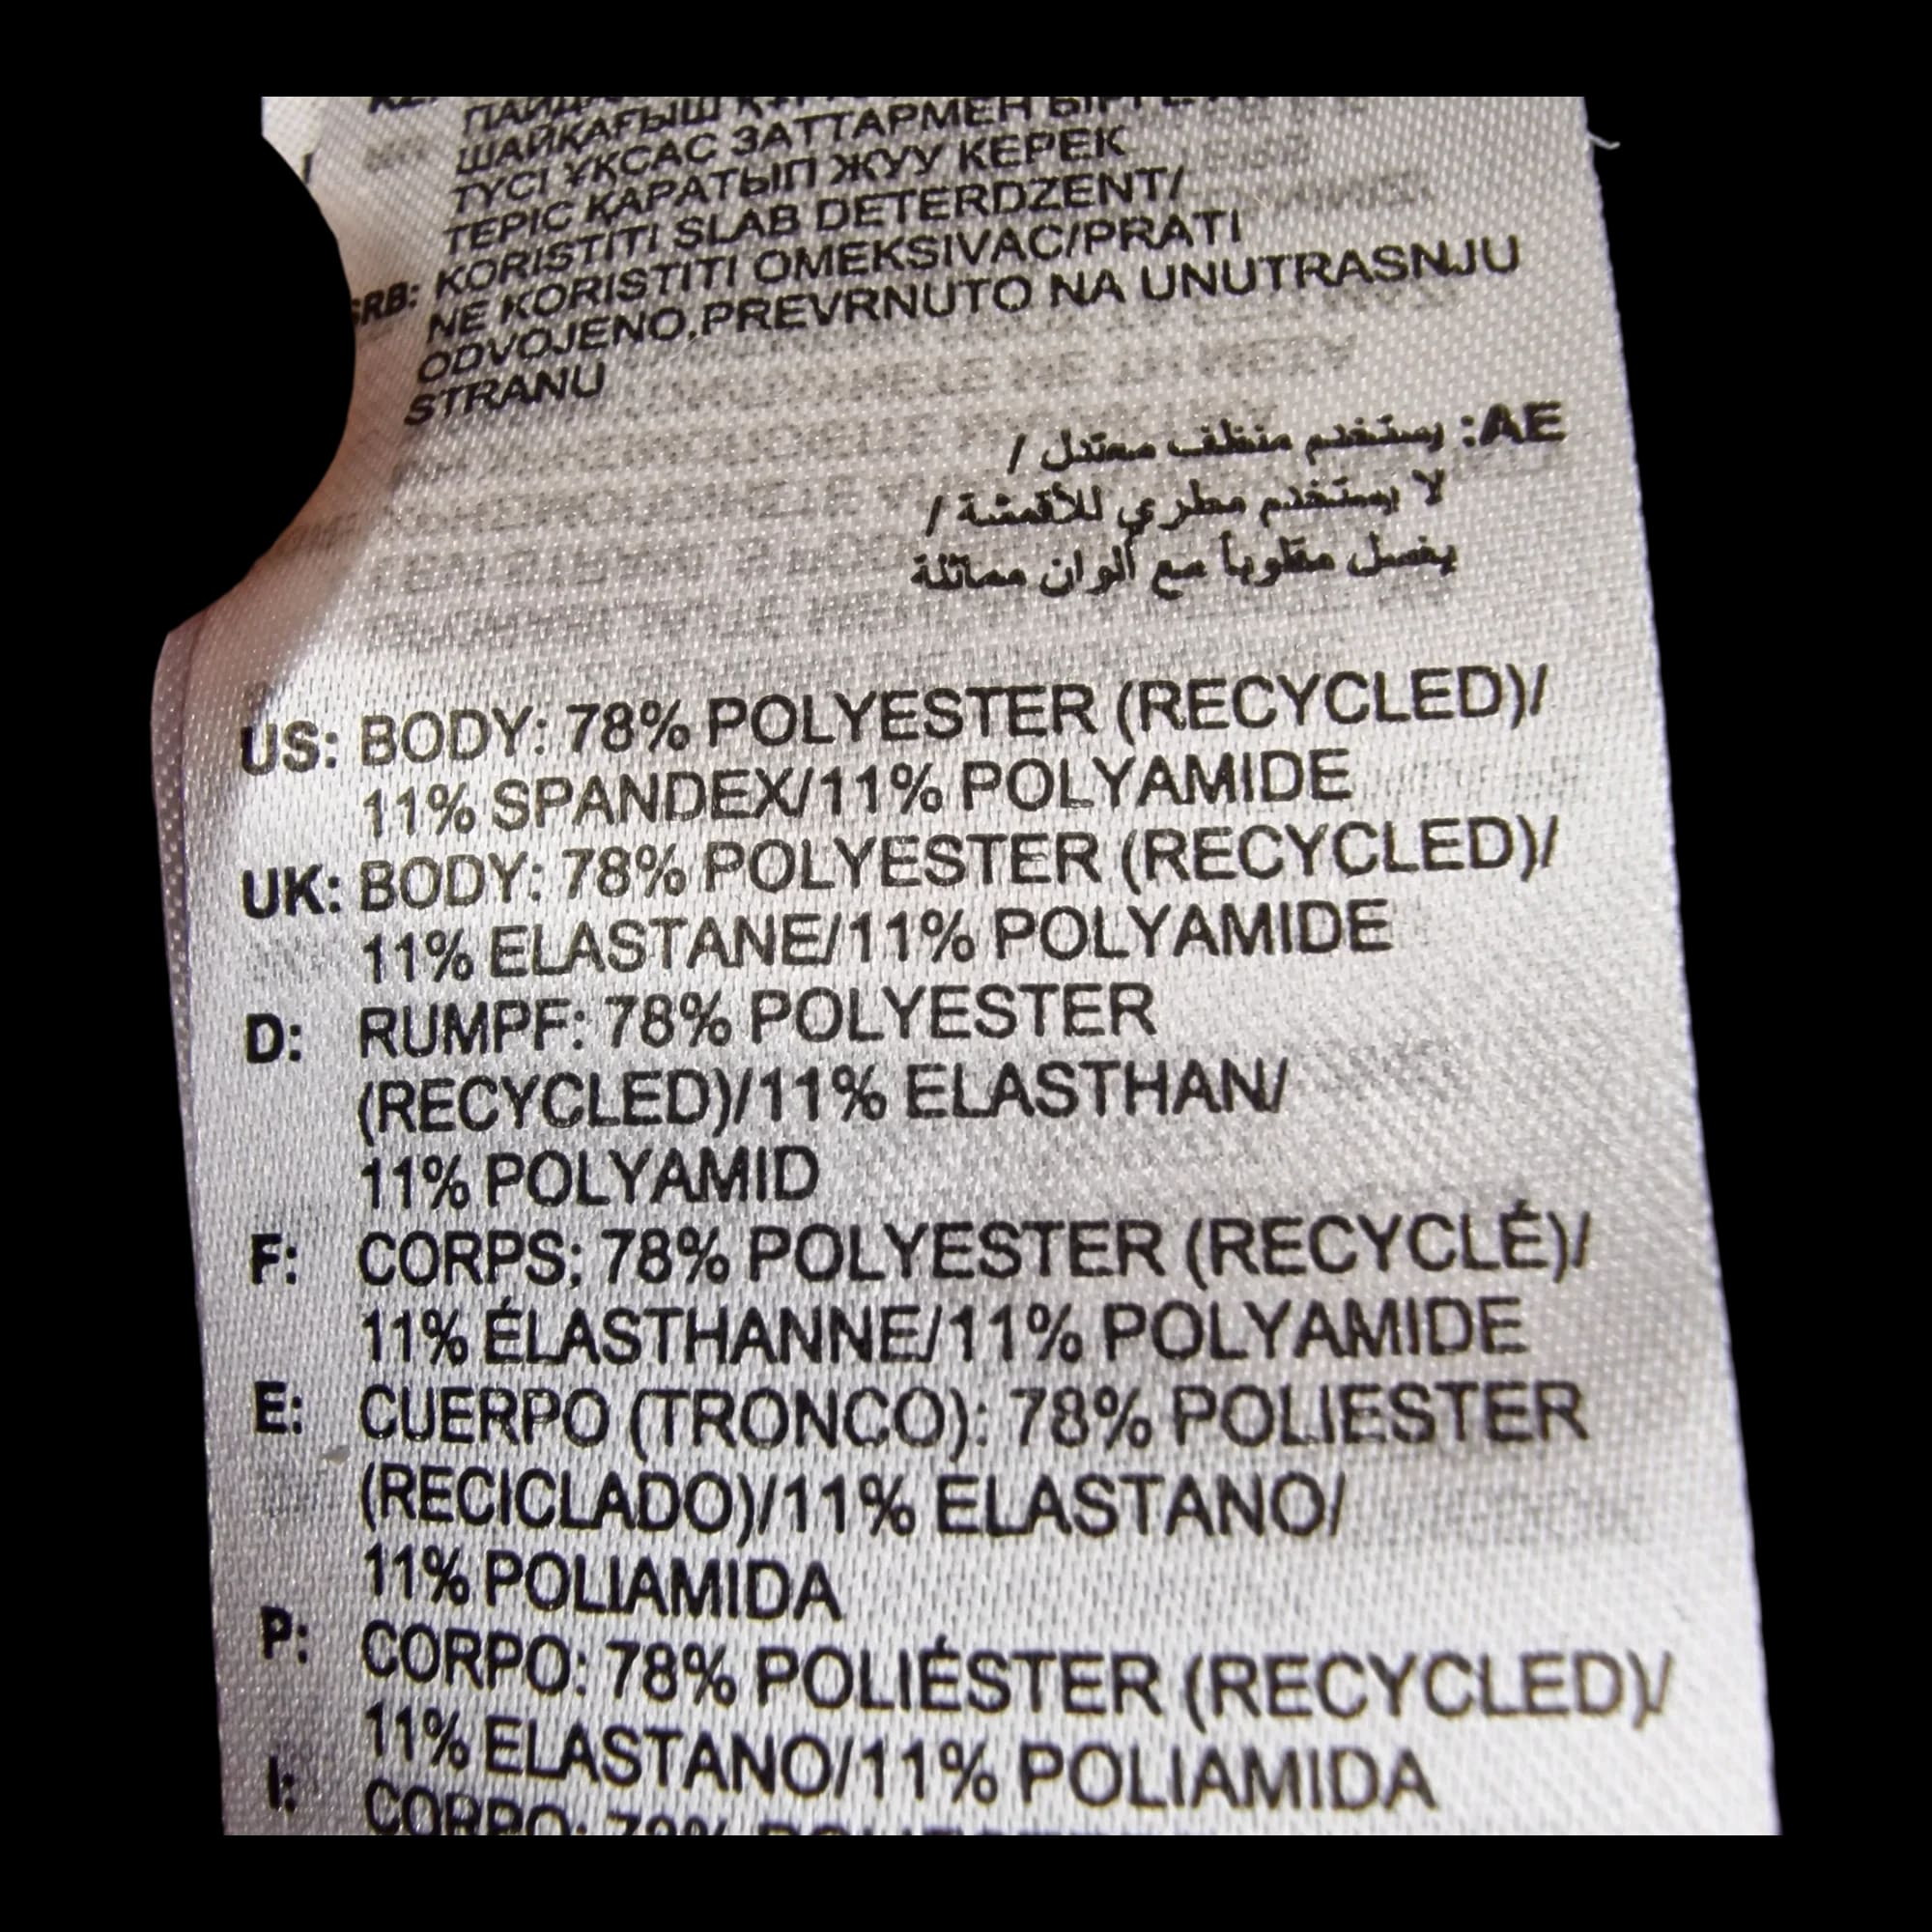 ШАЙҚАҒЫШ
ТҮСІ ҰҚСАС ЗАТТАРМЕН
ТЕРІС ҚАРАТЫП ЖУУ КЕРЕК
SRB: KORISTITI SLAB DETERDZENT/
NE KORISTITI OMEKSIVAC/PRATI
ODVOJENO,PREVRNUTO NA UNUTRASNJU
STRANU
AE: يستخدم منظف معتدل /
لا يستخدم مطري للأقمشة /
يغسل مقلوباً مع ألوان مماثلة
US: BODY: 78% POLYESTER (RECYCLED)/
11% SPANDEX/11% POLYAMIDE
UK: BODY: 78% POLYESTER (RECYCLED)/
11% ELASTANE/11% POLYAMIDE
D: RUMPF: 78% POLYESTER
(RECYCLED)/11% ELASTHAN/
11% POLYAMID
F: CORPS: 78% POLYESTER (RECYCLÉ)/
11% ÉLASTHANNE/11% POLYAMIDE
E: CUERPO (TRONCO): 78% POLIESTER
(RECICLADO)/11% ELASTANO/
11% POLIAMIDA
P: CORPO: 78% POLIÉSTER (RECYCLED)/
11% ELASTANO/11% POLIAMIDA
I: CORPO: 78%